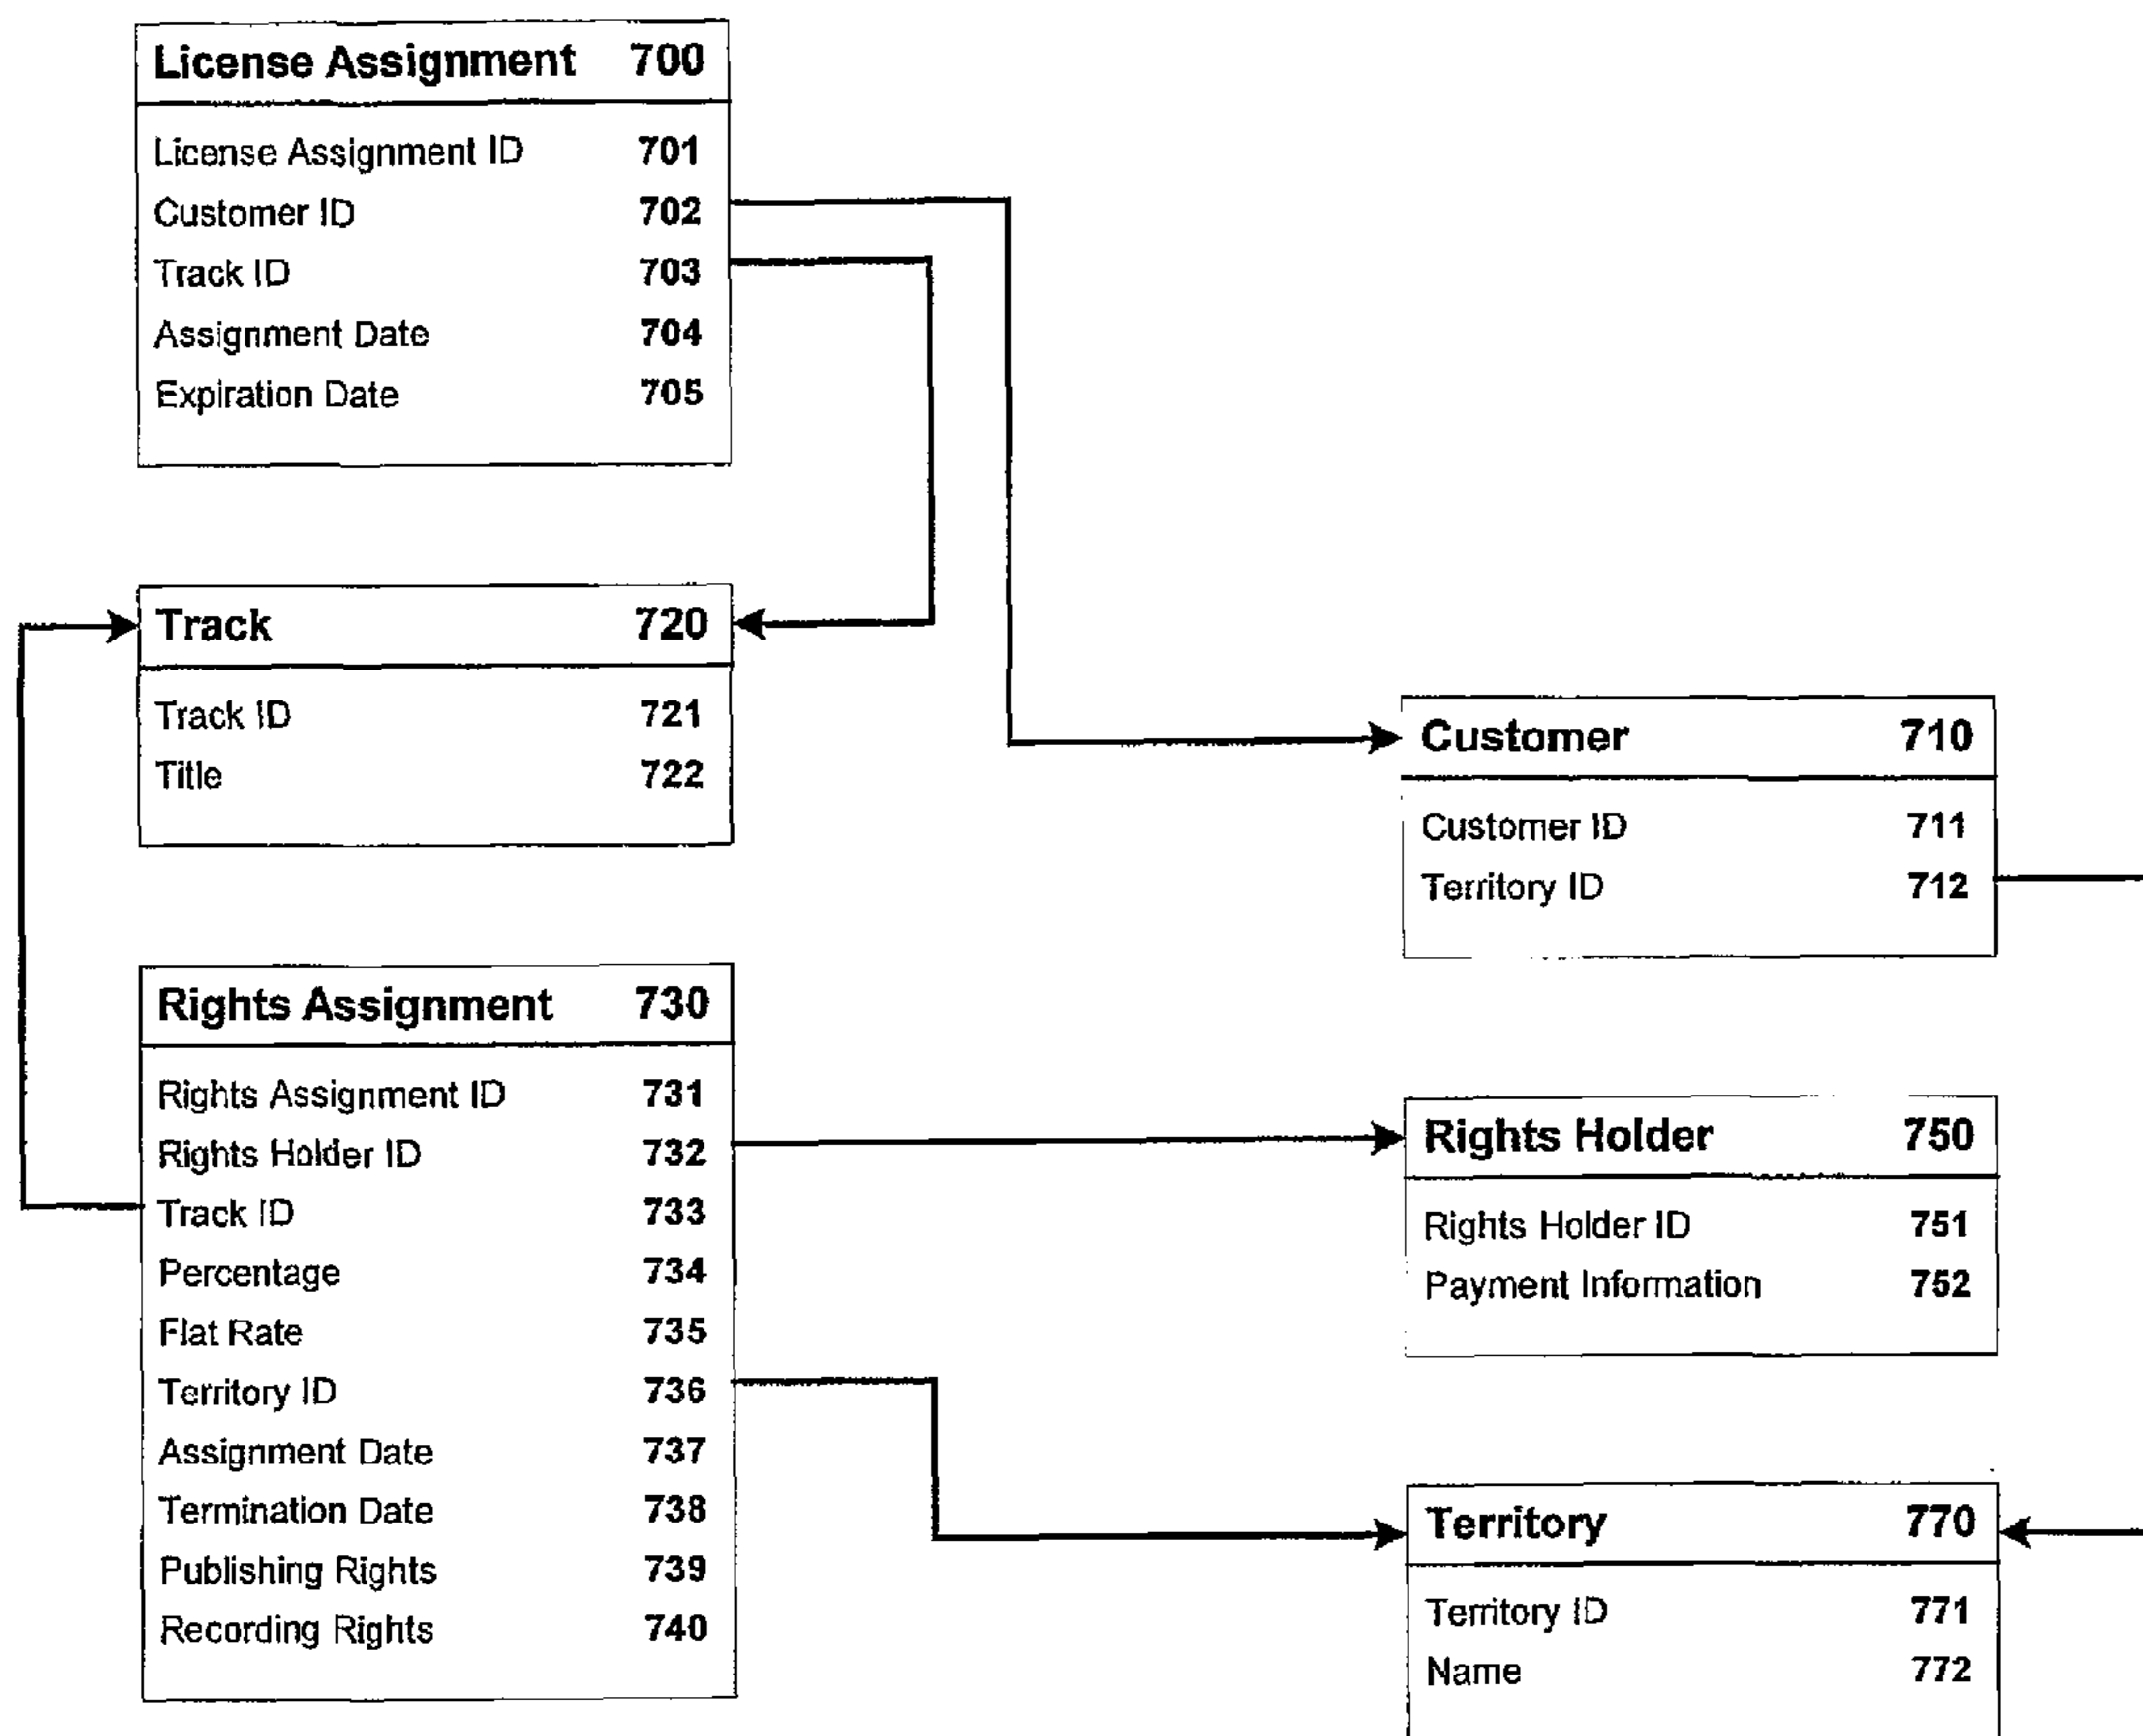 License Assignment 700
License Assignment ID 701
Customer ID 702
Track ID 703
Assignment Date 704
Expiration Date 705
Track 720
Track ID 721
Title 722
Customer 710
Customer ID 711
Territory ID 712
Rights Assignment 730
Rights Assignment ID 731
Rights Holder ID 732
Track ID 733
Percentage 734
Flat Rate 735
Territory ID 736
Assignment Date 737
Termination Date 738
Publishing Rights 739
Recording Rights 740
Rights Holder 750
Rights Holder ID 751
Payment Information 752
Territory 770
Territory ID 771
Name 772